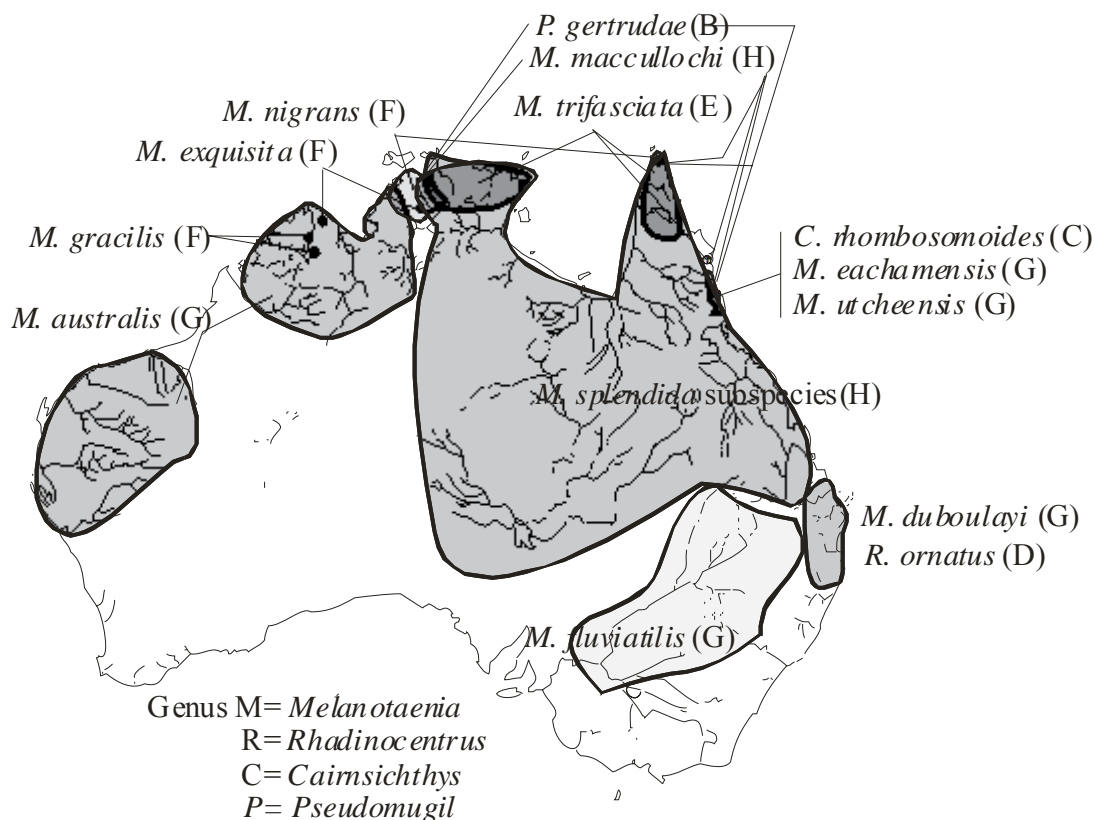 P. gertrudae (B)
M. maccullochi (H)
M. trifasciata (E)
M. nigrans (F)
M. exquisita (F)
M. gracilis (F)
M. australis (G)
C. rhombosomoides (C)
M. eachamensis (G)
M. utcheensis (G)
M. splendida subspecies (H)
M. duboulayi (G)
R. ornatus (D)
M. fluviatilis (G)
Genus M= Melanotaenia
R= Rhadinocentrus
C= Cairnsichthys
P= Pseudomugil